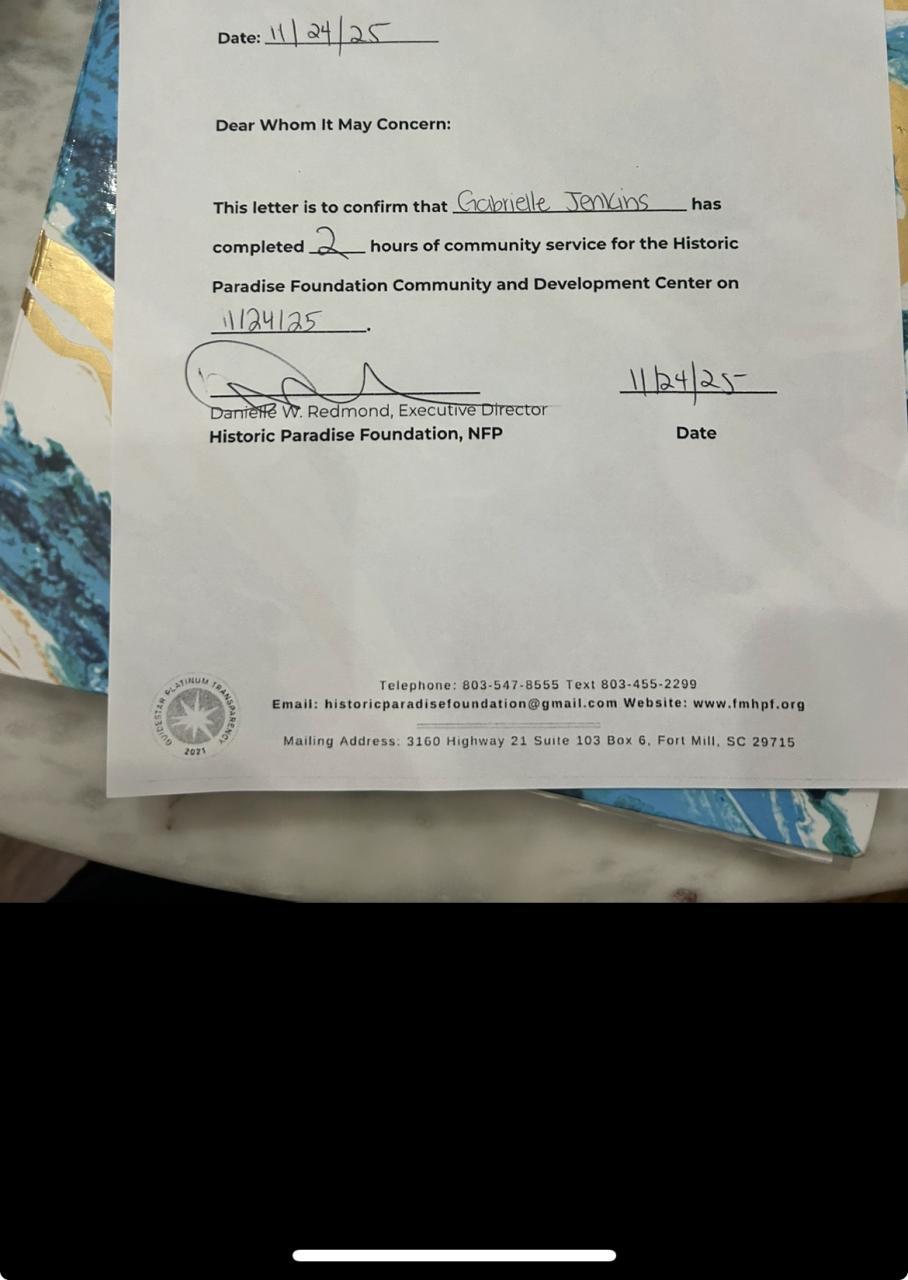 Date: 11/24/25
Dear Whom It May Concern:
This letter is to confirm that Gabrielle Jenkins has
completed 2 hours of community service for the Historic
Paradise Foundation Community and Development Center on
11/24/25.
11/24/25
Danielle W. Redmond, Executive Director
Historic Paradise Foundation, NFP Date
GUIDESTAR PLATINUM TRANSPARENCY
2021
Telephone: 803-547-8555 Text 803-455-2299
Email: historicparadisefoundation@gmail.com Website: www.fmhpf.org
Mailing Address: 3160 Highway 21 Suite 103 Box 6, Fort Mill, SC 29715